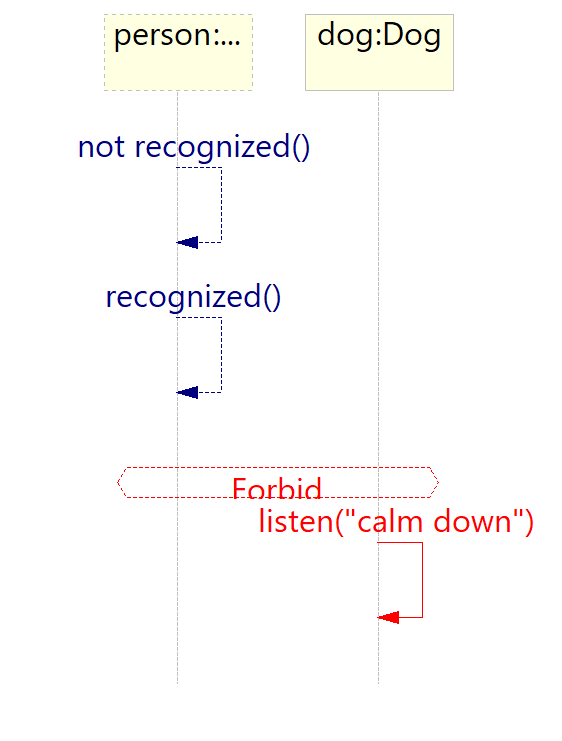 person:...
dog:Dog
not recognized()
recognized()
Forbid
listen("calm down")